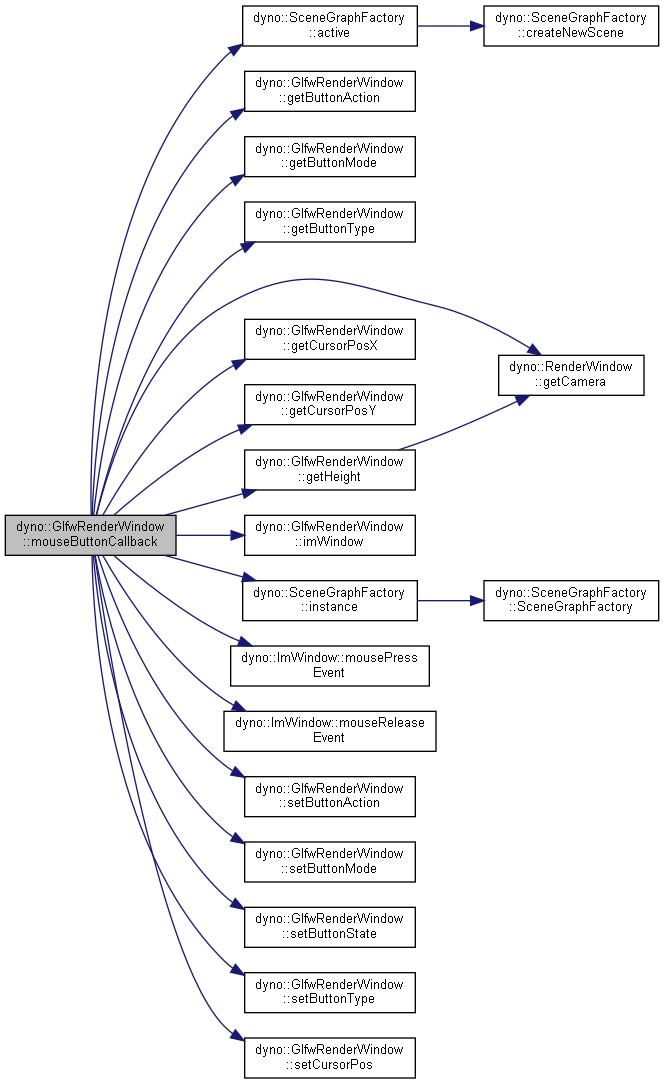 dyno::SceneGraphFactory
::active
dyno::SceneGraphFactory
::createNewScene
dyno::GlfwRenderWindow
::getButtonAction
dyno::GlfwRenderWindow
::getButtonMode
dyno::GlfwRenderWindow
::getButtonType
dyno::GlfwRenderWindow
::getCursorPosX
dyno::RenderWindow
::getCamera
dyno::GlfwRenderWindow
::getCursorPosY
dyno::GlfwRenderWindow
::getHeight
dyno::GlfwRenderWindow
::mouseButtonCallback
dyno::GlfwRenderWindow
::imWindow
dyno::SceneGraphFactory
::instance
dyno::SceneGraphFactory
::SceneGraphFactory
dyno::ImWindow::mousePress
Event
dyno::ImWindow::mouseRelease
Event
dyno::GlfwRenderWindow
::setButtonAction
dyno::GlfwRenderWindow
::setButtonMode
dyno::GlfwRenderWindow
::setButtonState
dyno::GlfwRenderWindow
::setButtonType
dyno::GlfwRenderWindow
::setCursorPos